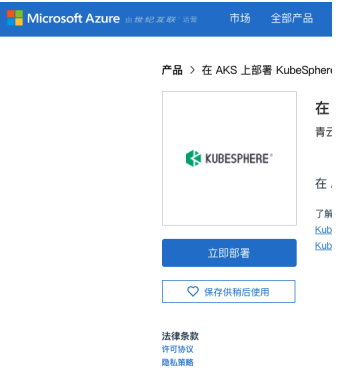 Microsoft Azure 由世纪互联运营 市场 全部产品
产品 > 在 AKS 上部署 KubeSphere
在
青云
KUBESPHERE
在
了解
立即部署
Kub
Kub
保存供稍后使用
法律条款
许可协议
隐私策略